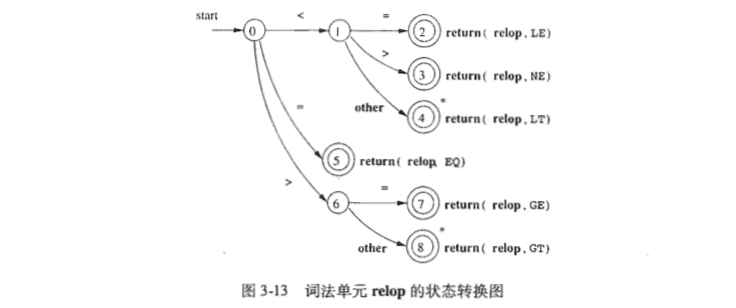 start
<
=
0
1
2
return( relop, LE)
>
3
return( relop, NE)
other
*
4
return( relop, LT)
=
5
return( relop, EQ)
>
=
6
7
return( relop, GE)
other
*
8
return( relop, GT)
图 3-13 词法单元 relop 的状态转换图